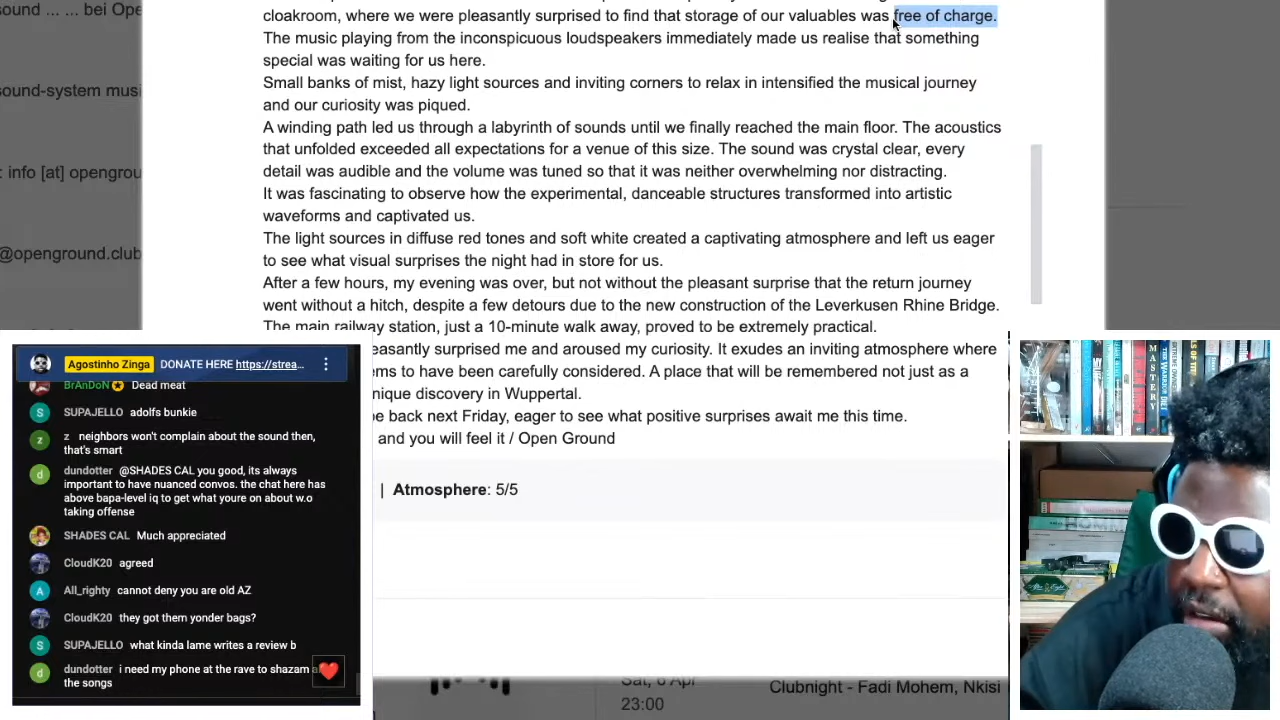 cloakroom, where we were pleasantly surprised to find that storage of our valuables was free of charge.
The music playing from the inconspicuous loudspeakers immediately made us realise that something
special was waiting for us here.
Small banks of mist, hazy light sources and inviting corners to relax in intensified the musical journey
and our curiosity was piqued.
A winding path led us through a labyrinth of sounds until we finally reached the main floor. The acoustics
that unfolded exceeded all expectations for a venue of this size. The sound was crystal clear, every
detail was audible and the volume was tuned so that it was neither overwhelming nor distracting.
It was fascinating to observe how the experimental, danceable structures transformed into artistic
waveforms and captivated us.
The light sources in diffuse red tones and soft white created a captivating atmosphere and left us eager
to see what visual surprises the night had in store for us.
After a few hours, my evening was over, but not without the pleasant surprise that the return journey
went without a hitch, despite a few detours due to the new construction of the Leverkusen Rhine Bridge.
The main railway station, just a 10-minute walk away, proved to be extremely practical.
easantly surprised me and aroused my curiosity. It exudes an inviting atmosphere where
ems to have been carefully considered. A place that will be remembered not just as a
nique discovery in Wuppertal.
be back next Friday, eager to see what positive surprises await me this time.
and you will feel it / Open Ground
| Atmosphere: 5/5
sound ... ... bei Ope
sound-system musi
: info [at] opengrou
@openground.club
Sat, 6 Apr
23:00
Clubnight - Fadi Mohem, Nkisi
Agostinho Zinga DONATE HERE https://strea...
BrAnDoN Dead meat
S SUPAJELLO adolfs bunkie
z z neighbors won't complain about the sound then,
that's smart
d dundotter @SHADES CAL you good, its always
important to have nuanced convos. the chat here has
above bapa-level iq to get what youre on about w.o
taking offense
SHADES CAL Much appreciated
CloudK20 agreed
A All_righty cannot deny you are old AZ
CloudK20 they got them yonder bags?
S SUPAJELLO what kinda lame writes a review b
d dundotter i need my phone at the rave to shazam
the songs
MASTERY
THE WARRIOR DIET